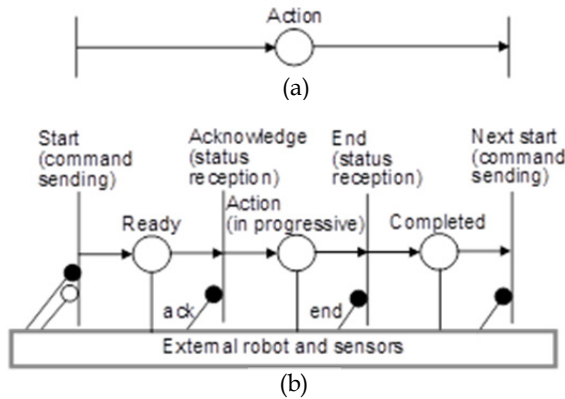 Action
(a)
Start
(command
sending)
Acknowledge
(status
reception)
End
(status
reception)
Next start
(command
sending)
Ready
Action
(in progressive)
Completed
ack
end
External robot and sensors
(b)